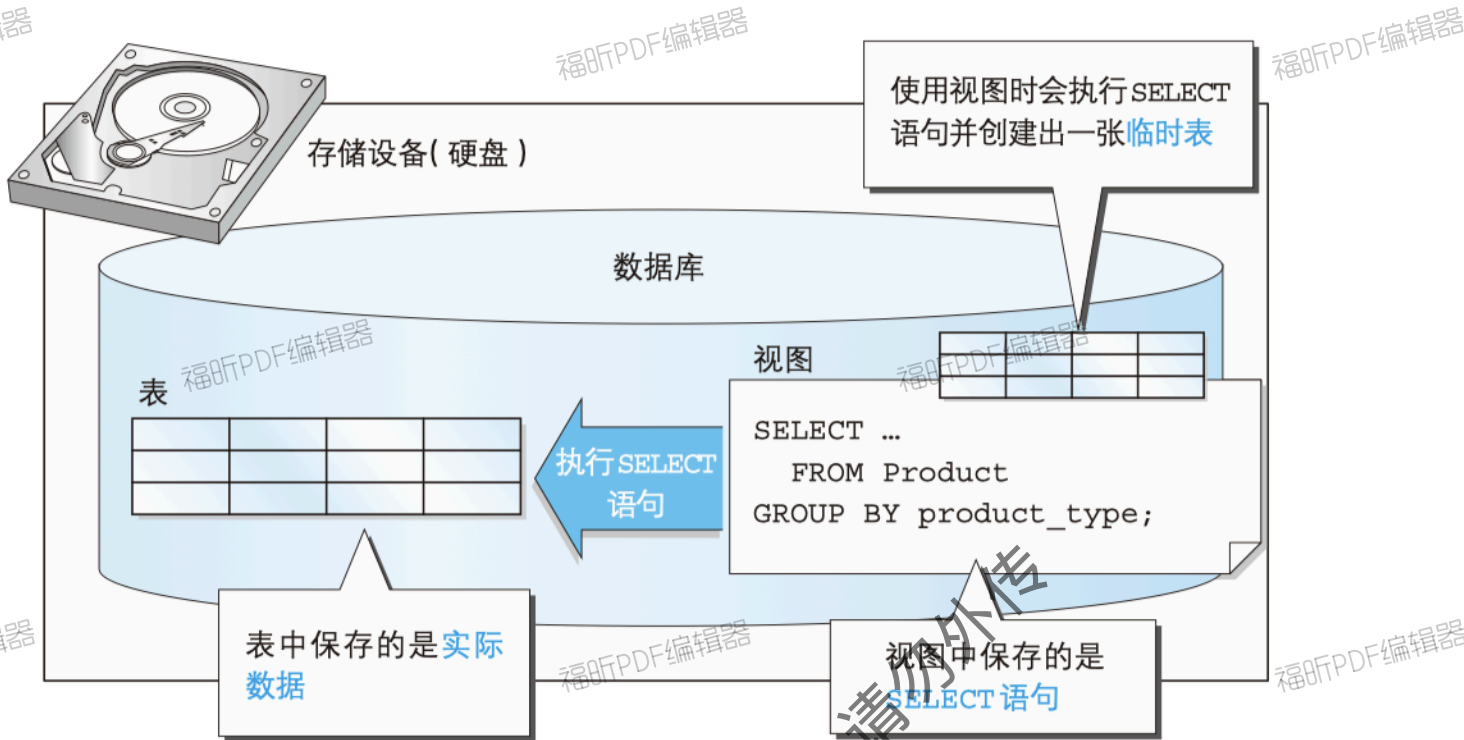 福昕PDF编辑器
福昕PDF编辑器
使用视图时会执行SELECT
语句并创建出一张临时表
存储设备(硬盘)
数据库
福昕PDF编辑器
视图
福昕PDF编辑器
表
SELECT …
FROM Product
GROUP BY product_type;
执行SELECT
语句
表中保存的是实际
数据
福昕PDF编辑器
视图中保存的是
SELECT语句
请勿外传
福昕PDF编辑器